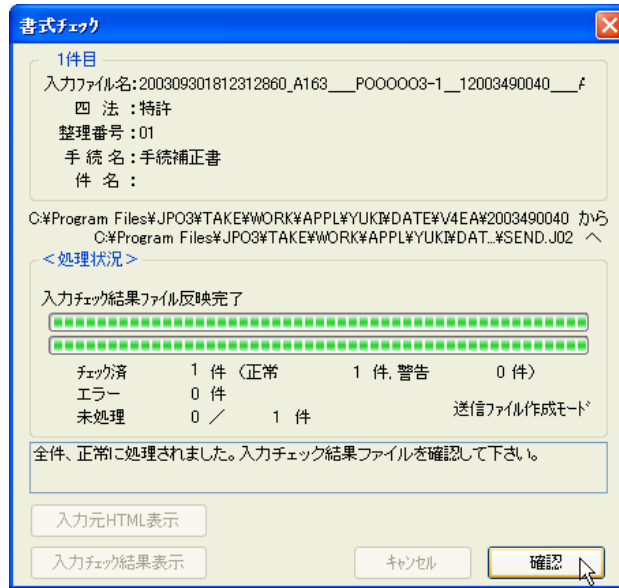 書式チェック
1件目
入力ファイル名:200309301812312860_A163___P000003-1__12003490040___A
四 法:特許
整理番号:01
手 続 名:手続補正書
件 名:
C:¥Program Files¥JPO3¥TAKE¥WORK¥APPL¥YUKI¥DATE¥V4EA¥2003490040 から
C:¥Program Files¥JPO3¥TAKE¥WORK¥APPL¥YUKI¥DAT...¥SEND.J02 へ
<処理状況>
入力チェック結果ファイル反映完了
チェック済 1 件 (正常 1 件, 警告 0 件)
エラー 0 件
未処理 0 / 1 件 送信ファイル作成モード
全件、正常に処理されました。入力チェック結果ファイルを確認して下さい。
入力元HTML表示
入力チェック結果表示 キャンセル 確認